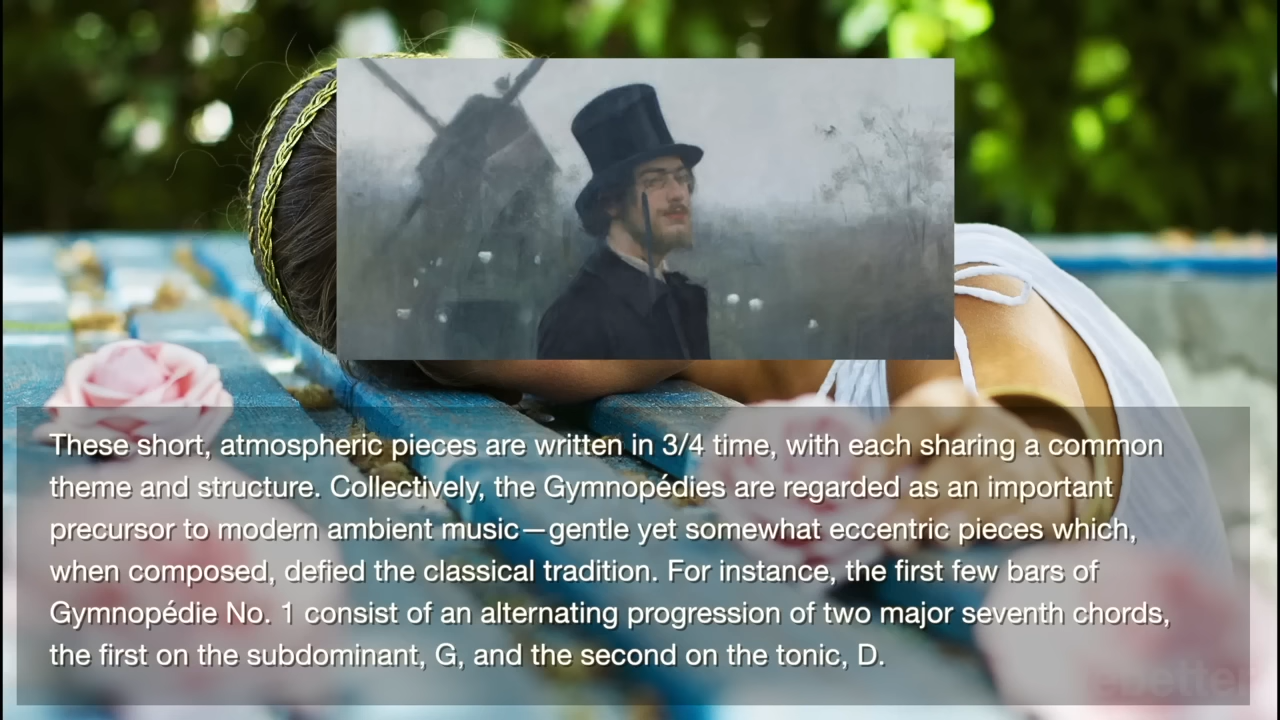 These short, atmospheric pieces are written in 3/4 time, with each sharing a common
theme and structure. Collectively, the Gymnopédies are regarded as an important
precursor to modern ambient music—gentle yet somewhat eccentric pieces which,
when composed, defied the classical tradition. For instance, the first few bars of
Gymnopédie No. 1 consist of an alternating progression of two major seventh chords,
the first on the subdominant, G, and the second on the tonic, D.